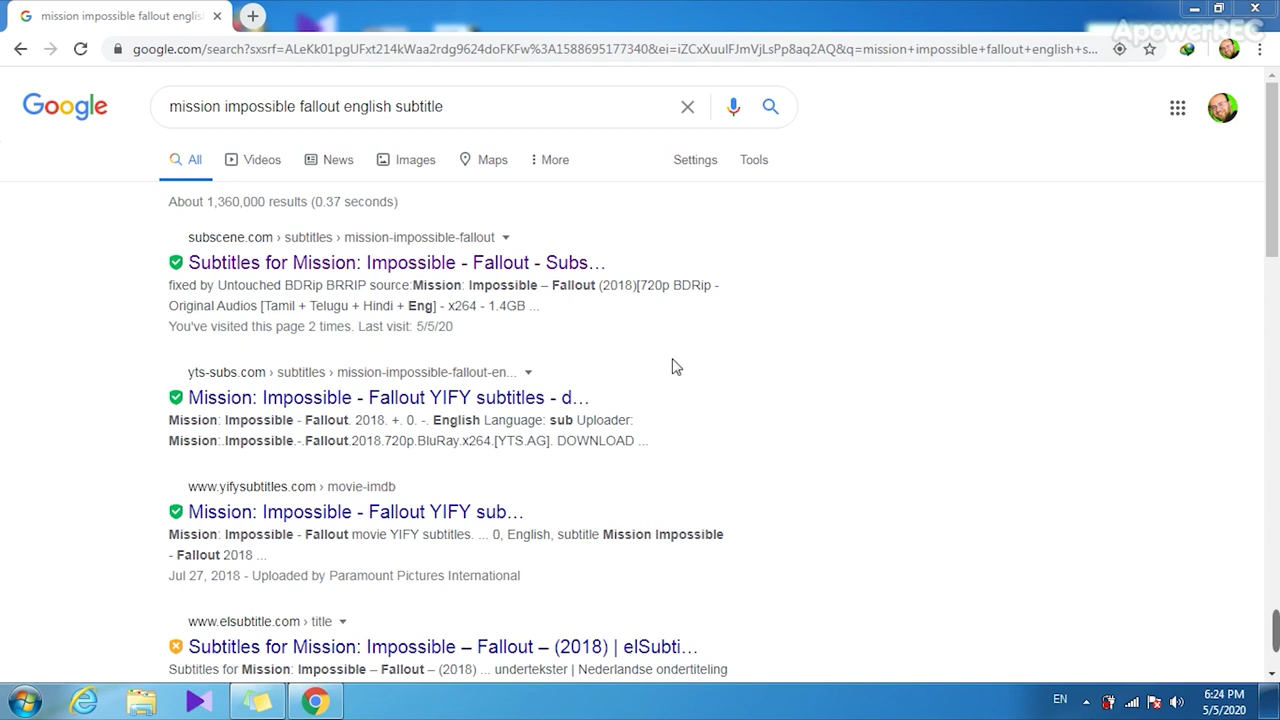 mission impossible fallout englis
ApowerREC
google.com/search?sxsrf=ALeKk01pgUFxt214kWaa2rdg9624doFKFw%3A1588695177340&ei=iZCxXuulFJmVjLsPp8aq2AQ&q=mission+impossible+fallout+english+s...
Google
mission impossible fallout english subtitle
All Videos News Images Maps More Settings Tools
About 1,360,000 results (0.37 seconds)
subscene.com › subtitles › mission-impossible-fallout
Subtitles for Mission: Impossible - Fallout - Subs...
fixed by Untouched BDRip BRRIP source:Mission: Impossible – Fallout (2018)[720p BDRip -
Original Audios [Tamil + Telugu + Hindi + Eng] - x264 - 1.4GB ...
You've visited this page 2 times. Last visit: 5/5/20
yts-subs.com › subtitles › mission-impossible-fallout-en...
Mission: Impossible - Fallout YIFY subtitles - d...
Mission: Impossible - Fallout. 2018. +. 0. -. English Language: sub Uploader:
Mission:.Impossible.-.Fallout.2018.720p.BluRay.x264.[YTS.AG]. DOWNLOAD ...
www.yifysubtitles.com › movie-imdb
Mission: Impossible - Fallout YIFY sub...
Mission: Impossible - Fallout movie YIFY subtitles. ... 0, English, subtitle Mission Impossible
- Fallout 2018 ...
Jul 27, 2018 - Uploaded by Paramount Pictures International
www.elsubtitle.com › title
Subtitles for Mission: Impossible – Fallout – (2018) | elSubti...
Subtitles for Mission: Impossible – Fallout – (2018) ... undertekster | Nederlandse ondertiteling
EN
6:24 PM
5/5/2020